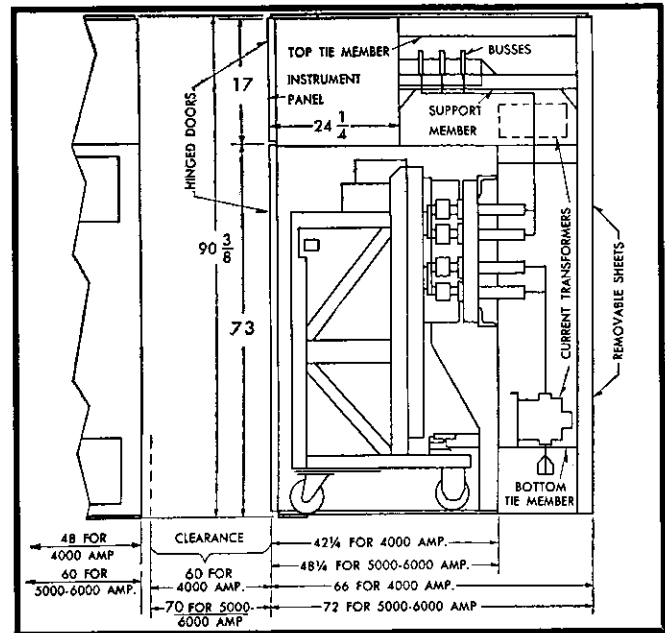 TOP TIE MEMBER
BUSSES
INSTRUMENT
PANEL
17
24 1/4
SUPPORT
MEMBER
HINGED DOORS
90 3/8
73
CURRENT TRANSFORMERS
REMOVABLE SHEETS
BOTTOM
TIE MEMBER
48 FOR
4000 AMP
60 FOR
5000-6000 AMP.
CLEARANCE
60 FOR
4000 AMP.
70 FOR 5000-
6000 AMP
42¼ FOR 4000 AMP.
48¼ FOR 5000-6000 AMP.
66 FOR 4000 AMP.
72 FOR 5000-6000 AMP